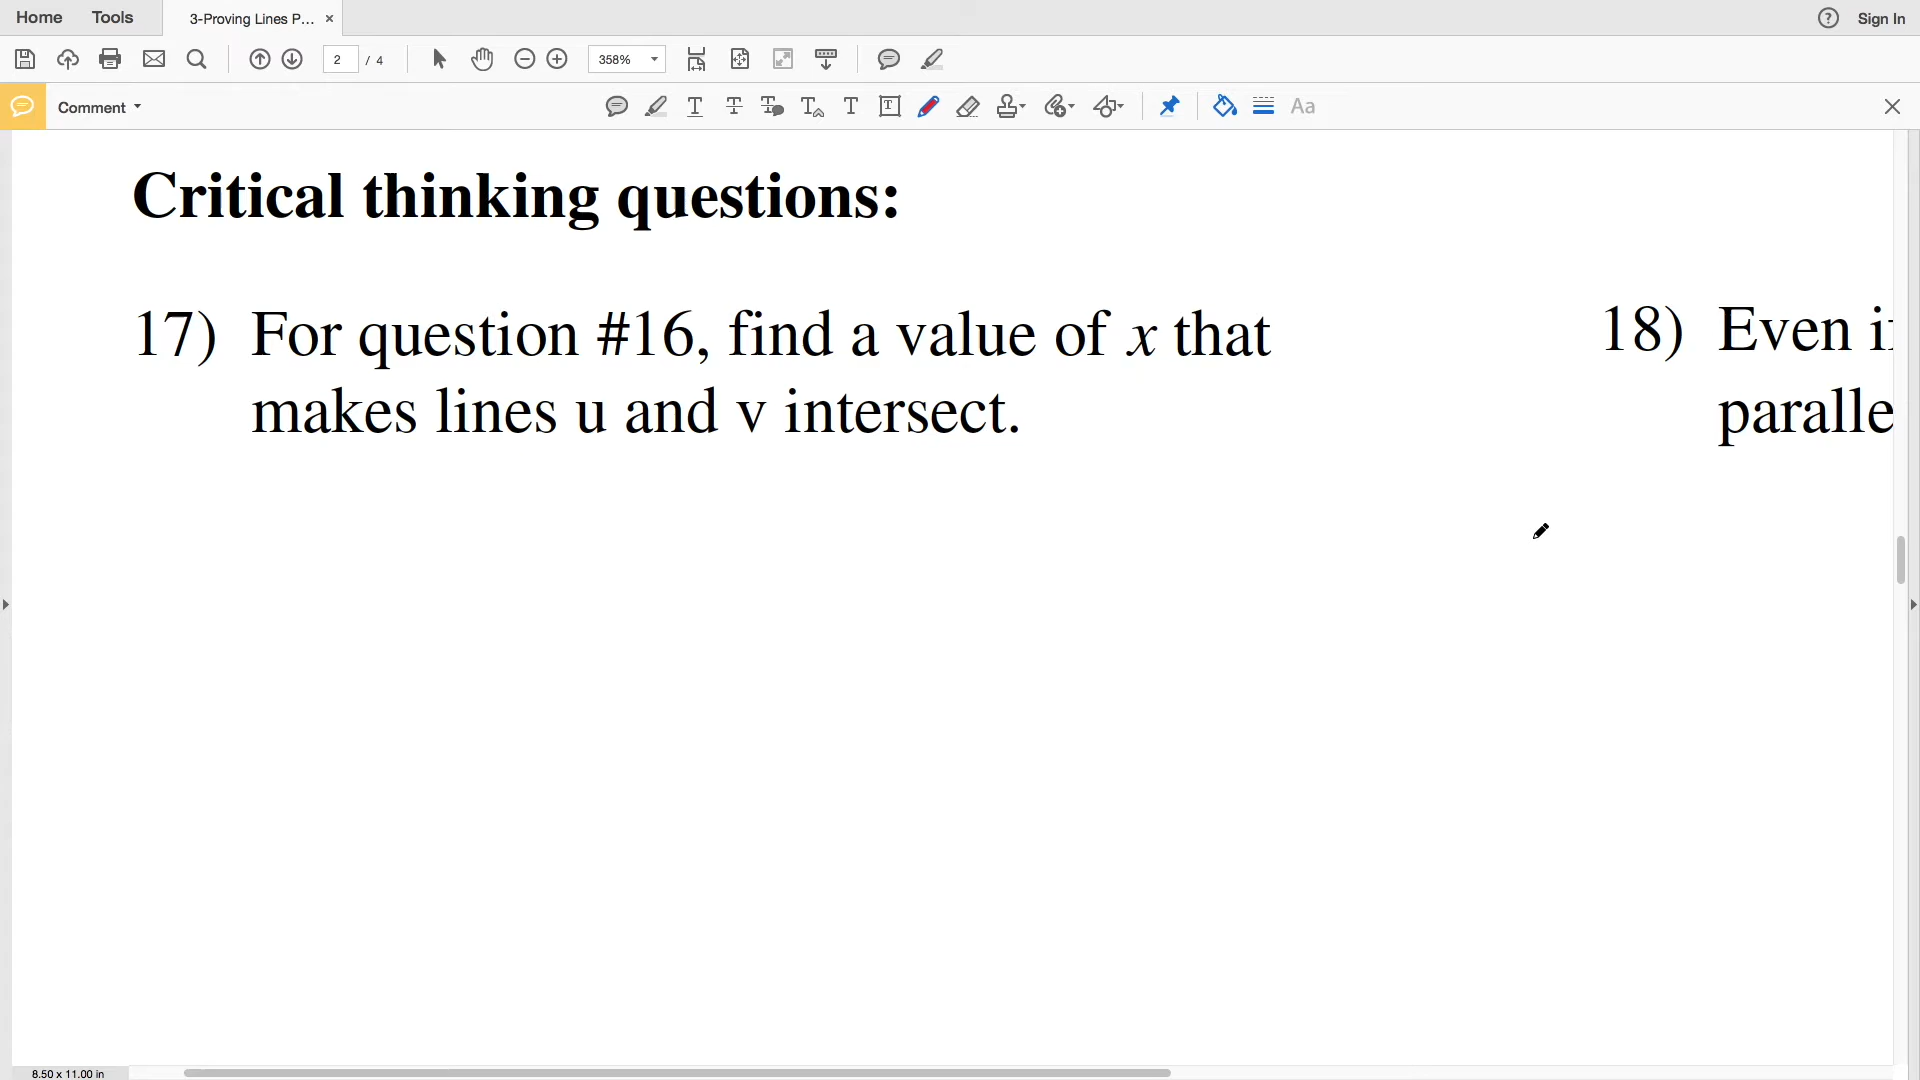 Home Tools 3-Proving Lines P... × Sign In
2 / 4 358%
Comment Aa
Critical thinking questions:
17) For question #16, find a value of x that
makes lines u and v intersect.
18) Even
paralle
8.50 x 11.00 in